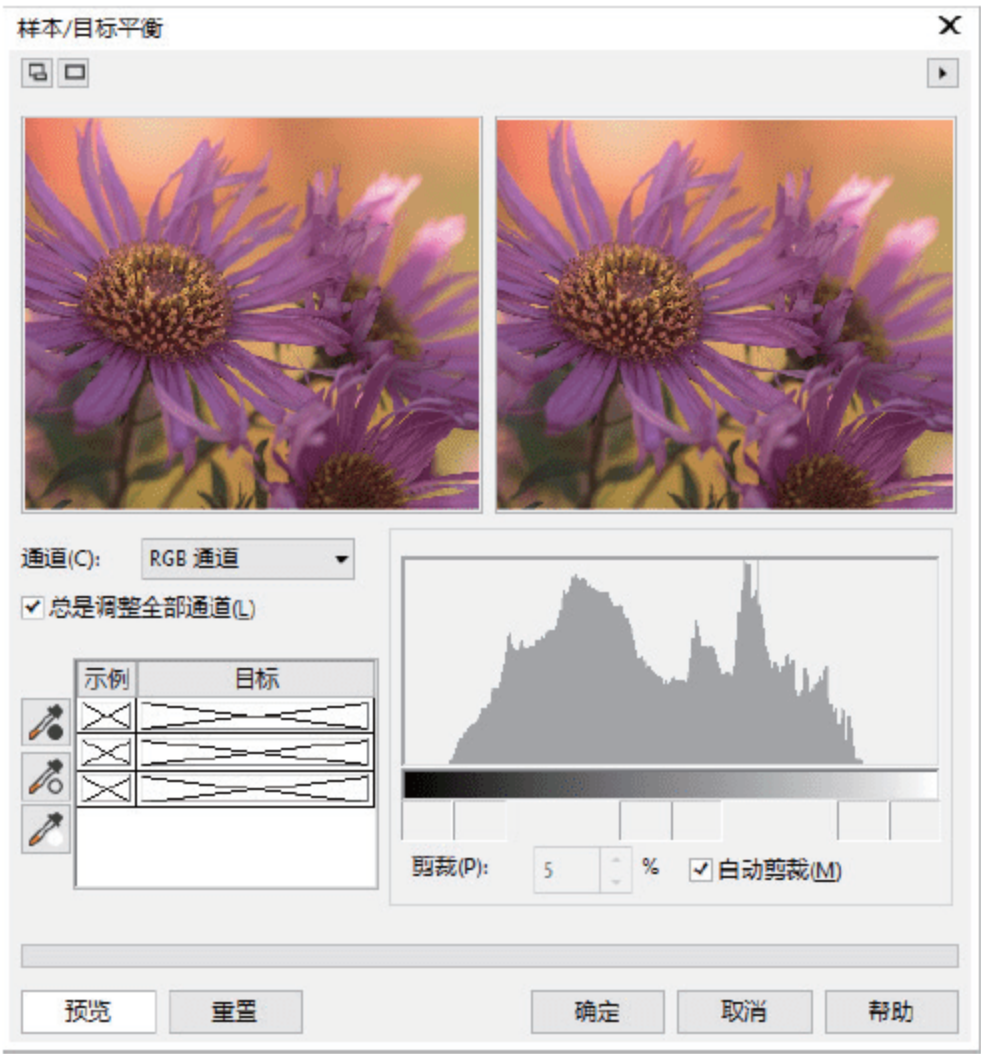 样本/目标平衡
通道(C): RGB 通道
总是调整全部通道(L)
示例 目标
剪裁(P): 5 % 自动剪裁(M)
预览 重置 确定 取消 帮助